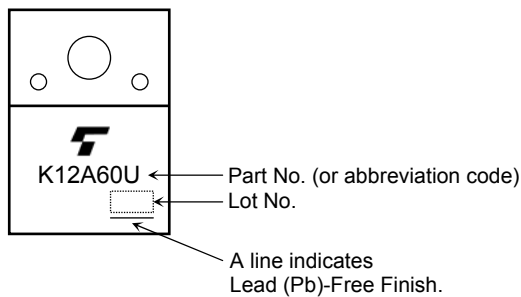 K12A60U
Part No. (or abbreviation code)
Lot No.
A line indicates
Lead (Pb)-Free Finish.